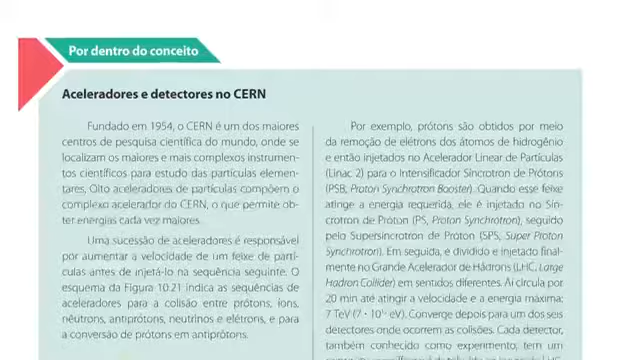 Por dentro do conceito
Aceleradores e detectores no CERN
Fundado em 1954, o CERN é um dos maiores
centros de pesquisa científica do mundo, onde se
localizam os maiores e mais complexos instrumen-
tos científicos para estudo das partículas elemen-
tares. Oito aceleradores de partículas compõem o
complexo acelerador do CERN, o que permite ob-
ter energias cada vez maiores.
Uma sucessão de aceleradores é responsável
por aumentar a velocidade de um feixe de partí-
culas antes de injetá-lo na sequência seguinte. O
esquema da Figura 10.21 indica as sequências de
aceleradores para a colisão entre prótons, íons,
nêutrons, antiprótons, neutrinos e elétrons, e para
a conversão de prótons em antiprótons.
Por exemplo, prótons são obtidos por meio
da remoção de elétrons dos átomos de hidrogênio
e então injetados no Acelerador Linear de Partículas
(Linac 2) para o Intensificador Síncrotron de Prótons
(PSB, Proton Synchrotron Booster). Quando esse feixe
atinge a energia requerida, ele é injetado no Sín-
crotron de Próton (PS, Proton Synchrotron), seguido
pelo Supersíncrotron de Próton (SPS, Super Proton
Synchrotron). Em seguida, é dividido e injetado final-
mente no Grande Acelerador de Hádrons (LHC, Large
Hadron Collider) em sentidos diferentes. Aí circula por
20 min até atingir a velocidade e a energia máxima:
7 TeV (7 · 10¹² eV). Converge depois para um dos seis
detectores onde ocorrem as colisões. Cada detector,
também conhecido como experimento, tem um